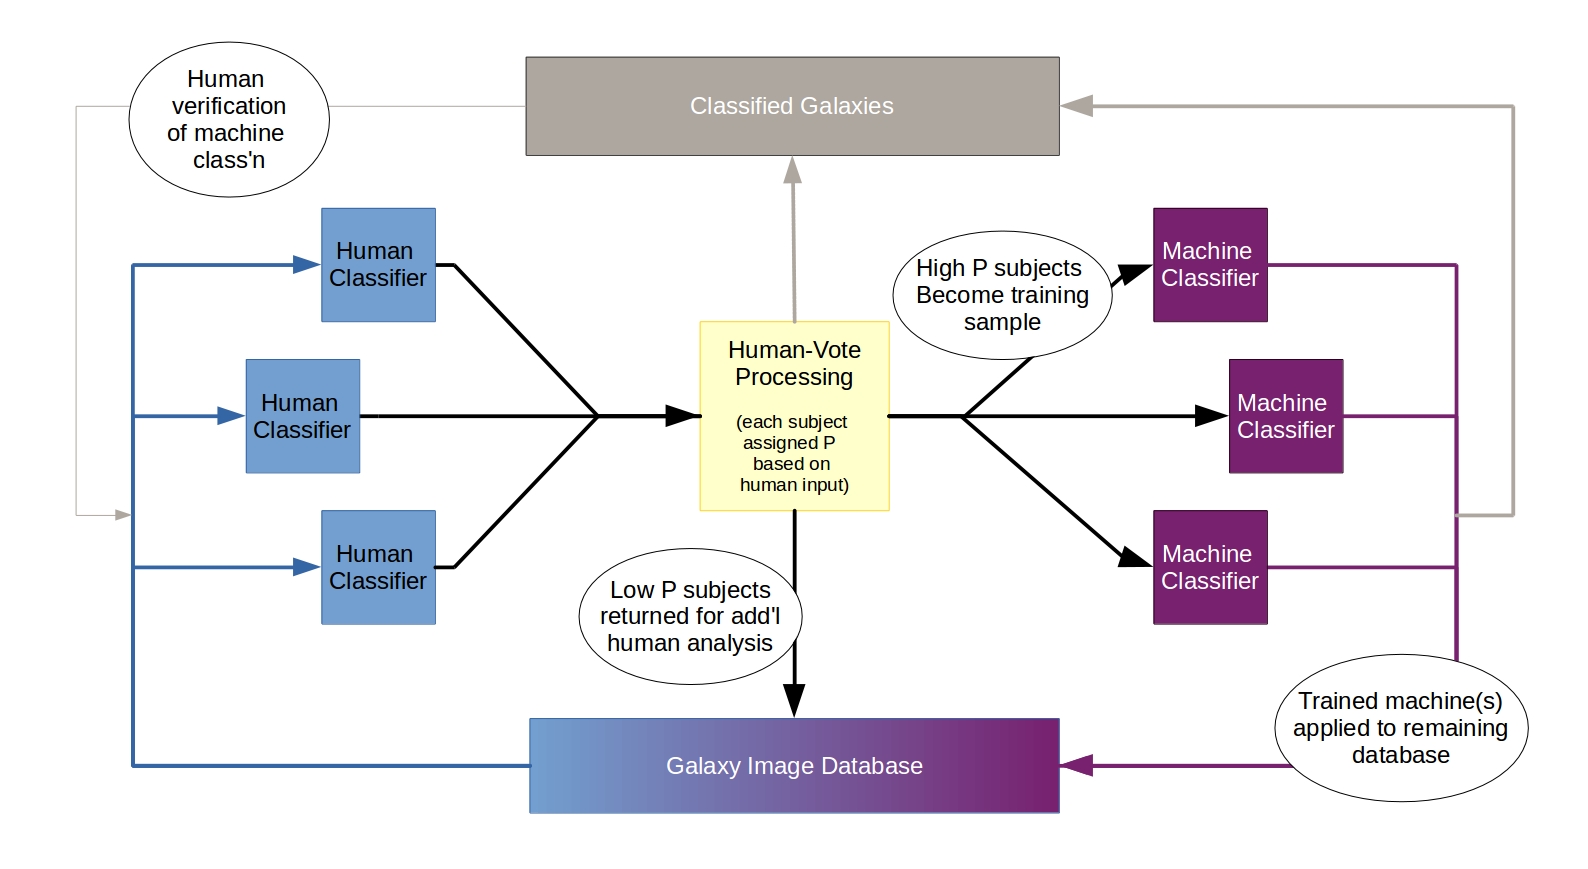 Human
verification
of machine
class'n
Classified Galaxies
Human
Classifier
Human
Classifier
Human
Classifier
Human-Vote
Processing
(each subject
assigned P
based on
human input)
High P subjects
Become training
sample
Machine
Classifier
Machine
Classifier
Machine
Classifier
Low P subjects
returned for add'l
human analysis
Trained machine(s)
applied to remaining
database
Galaxy Image Database